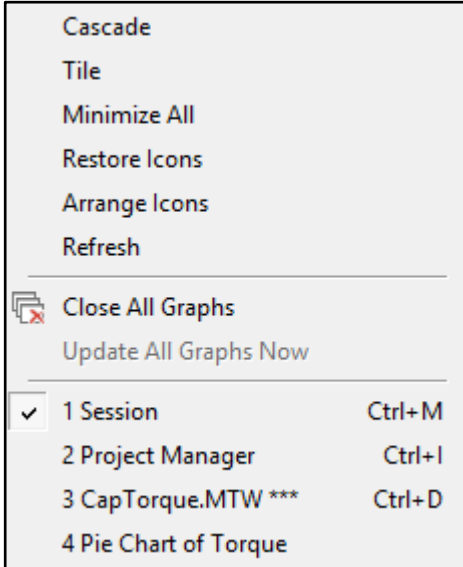 Cascade
Tile
Minimize All
Restore Icons
Arrange Icons
Refresh
Close All Graphs
Update All Graphs Now
1 Session Ctrl+M
2 Project Manager Ctrl+I
3 CapTorque.MTW *** Ctrl+D
4 Pie Chart of Torque